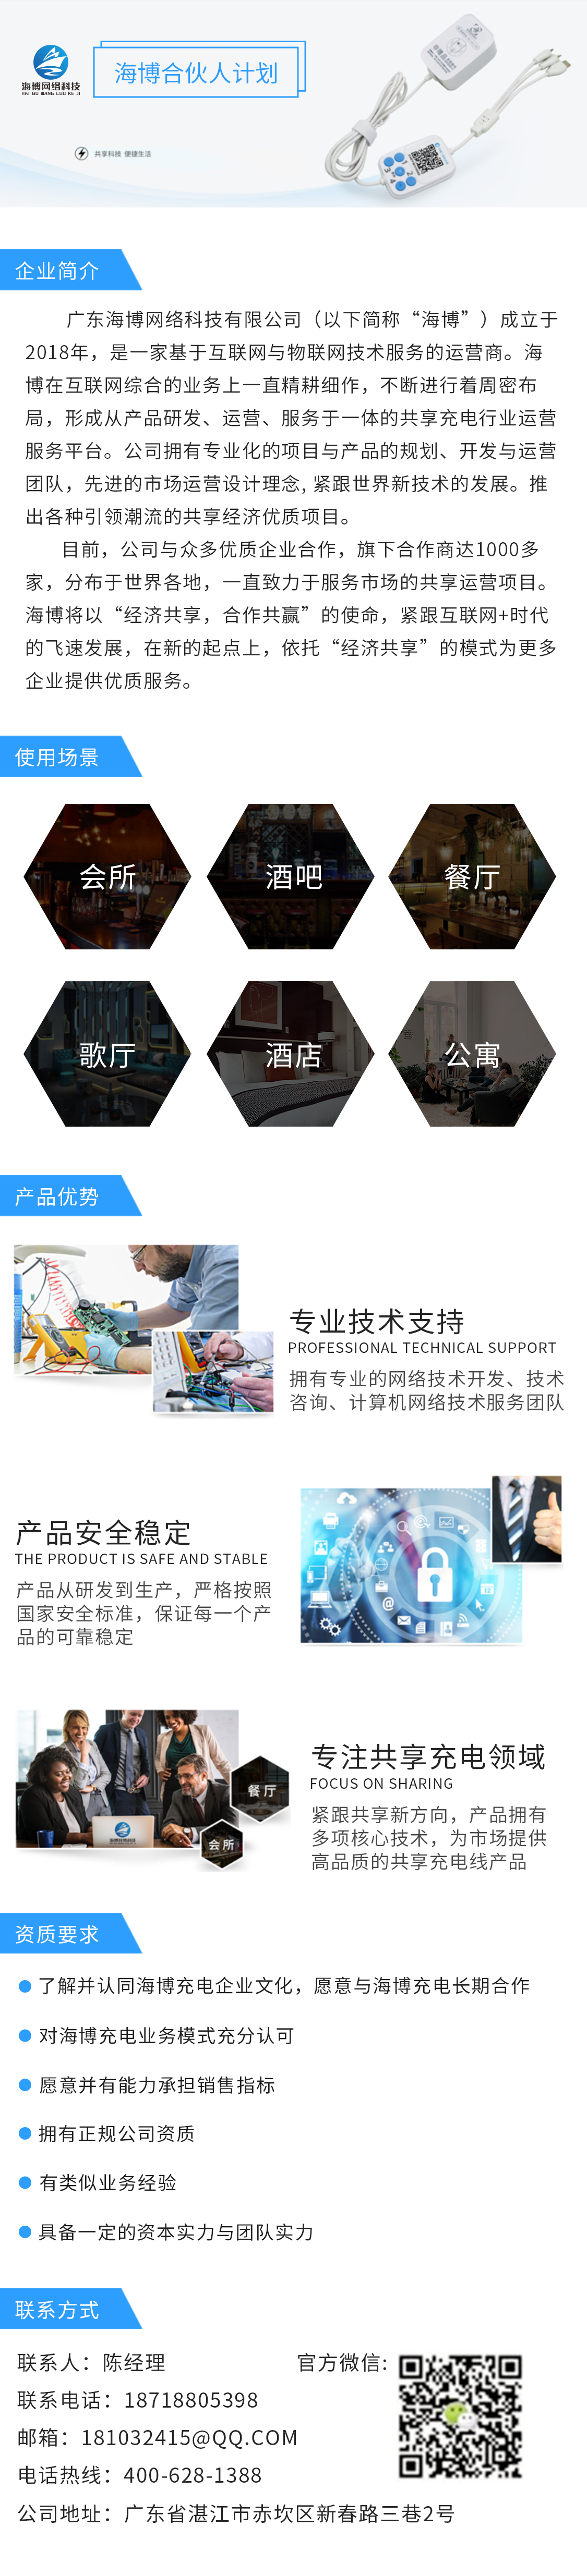 海博网络科技
HAI BO WANG LUO KE JI
海博合伙人计划
共享科技 便捷生活
企业简介
广东海博网络科技有限公司（以下简称“海博”）成立于
2018年，是一家基于互联网与物联网技术服务的运营商。海
博在互联网综合的业务上一直精耕细作，不断进行着周密布
局，形成从产品研发、运营、服务于一体的共享充电行业运营
服务平台。公司拥有专业化的项目与产品的规划、开发与运营
团队，先进的市场运营设计理念, 紧跟世界新技术的发展。推
出各种引领潮流的共享经济优质项目。
目前，公司与众多优质企业合作，旗下合作商达1000多
家，分布于世界各地，一直致力于服务市场的共享运营项目。
海博将以“经济共享，合作共赢”的使命，紧跟互联网+时代
的飞速发展，在新的起点上，依托“经济共享”的模式为更多
企业提供优质服务。
使用场景
会所
酒吧
餐厅
歌厅
酒店
公寓
产品优势
专业技术支持
PROFESSIONAL TECHNICAL SUPPORT
拥有专业的网络技术开发、技术
咨询、计算机网络技术服务团队
产品安全稳定
THE PRODUCT IS SAFE AND STABLE
产品从研发到生产，严格按照
国家安全标准，保证每一个产
品的可靠稳定
专注共享充电领域
FOCUS ON SHARING
紧跟共享新方向，产品拥有
多项核心技术，为市场提供
高品质的共享充电线产品
餐厅
会所
海博网络科技
资质要求
了解并认同海博充电企业文化，愿意与海博充电长期合作
对海博充电业务模式充分认可
愿意并有能力承担销售指标
拥有正规公司资质
有类似业务经验
具备一定的资本实力与团队实力
联系方式
联系人：陈经理
官方微信:
联系电话：18718805398
邮箱：181032415@QQ.COM
电话热线：400-628-1388
公司地址：广东省湛江市赤坎区新春路三巷2号